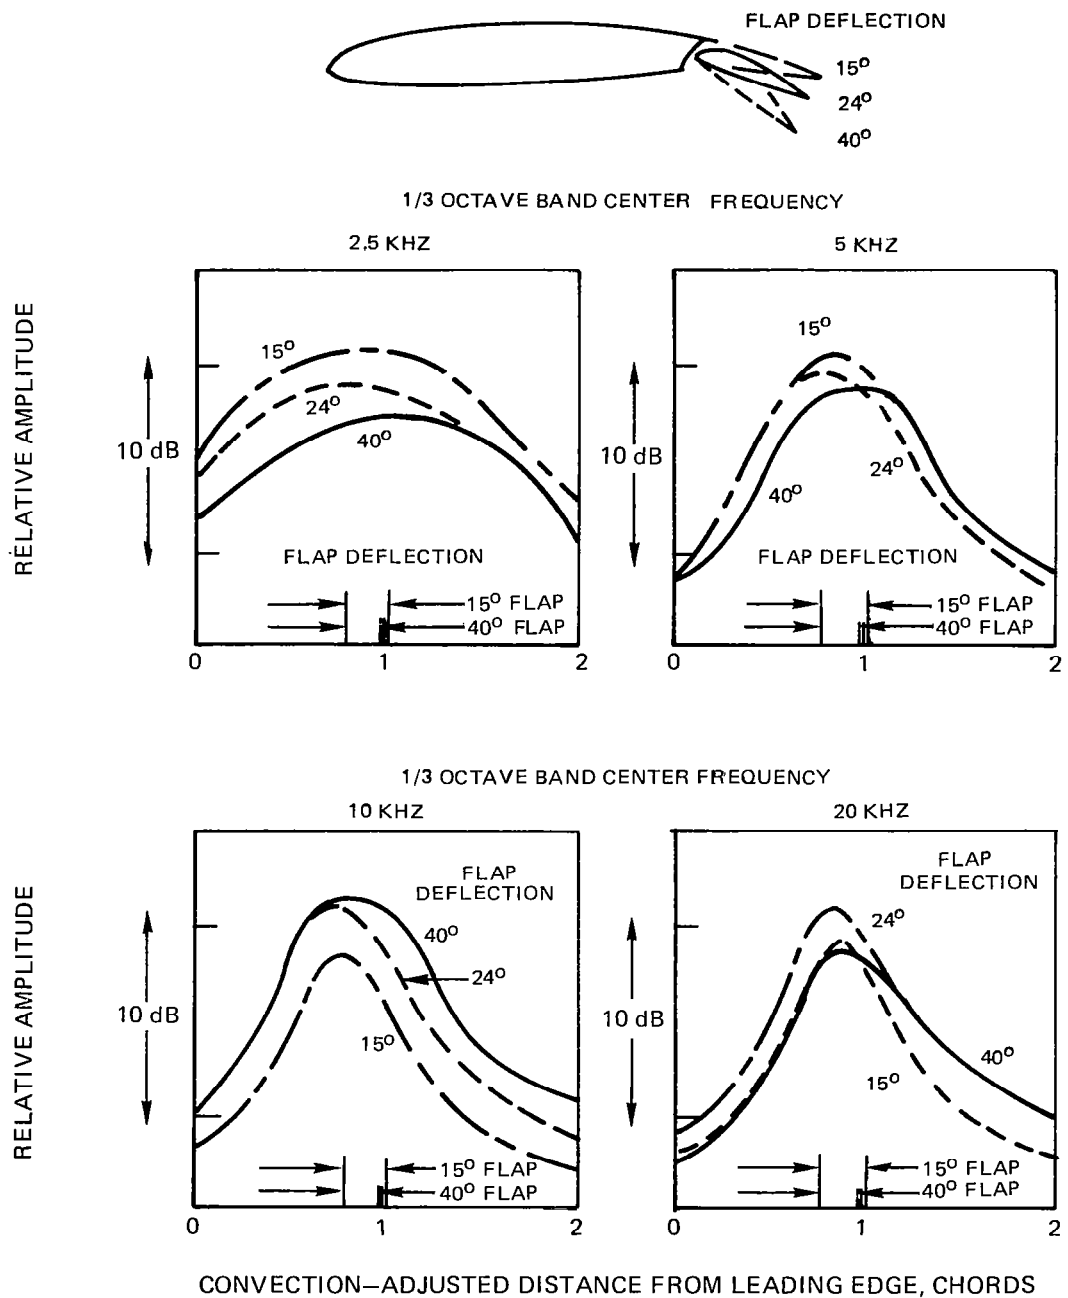 FLAP DEFLECTION
15°
24°
40°
1/3 OCTAVE BAND CENTER FREQUENCY
2.5 KHZ
5 KHZ
RELATIVE AMPLITUDE
10 dB
15°
24°
40°
FLAP DEFLECTION
15° FLAP
40° FLAP
0 1 2
10 dB
15°
24°
40°
FLAP DEFLECTION
15° FLAP
40° FLAP
0 1 2
1/3 OCTAVE BAND CENTER FREQUENCY
10 KHZ
20 KHZ
RELATIVE AMPLITUDE
10 dB
FLAP
DEFLECTION
40°
24°
15°
15° FLAP
40° FLAP
0 1 2
10 dB
FLAP
DEFLECTION
24°
40°
15°
15° FLAP
40° FLAP
0 1 2
CONVECTION—ADJUSTED DISTANCE FROM LEADING EDGE, CHORDS